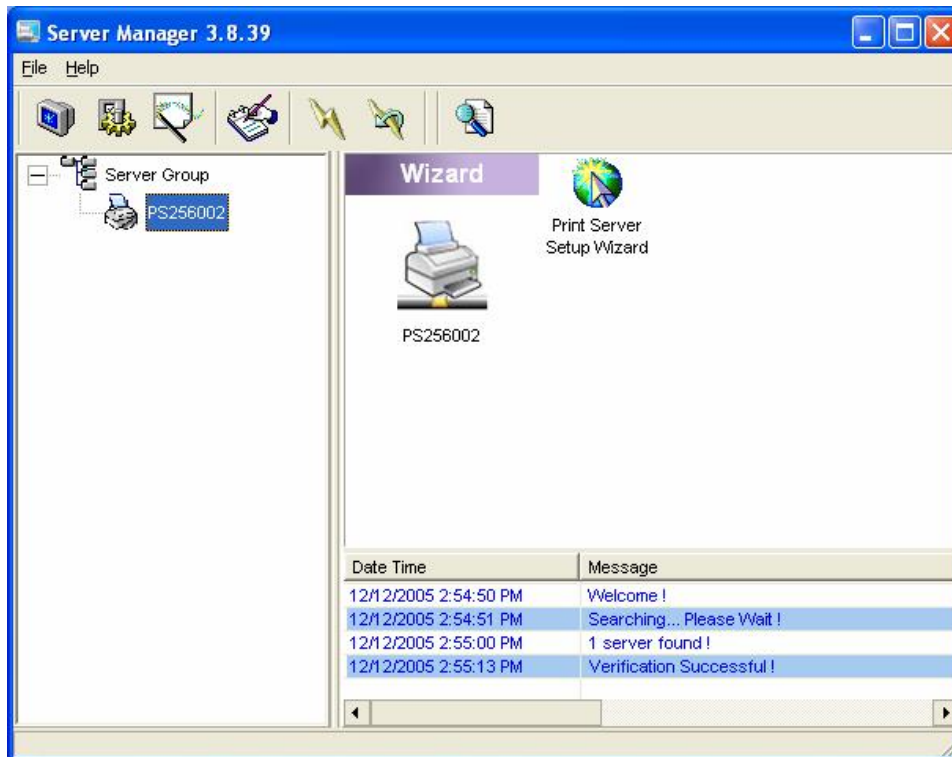 Server Manager 3.8.39
File Help
Server Group
PS256002
Wizard
Print Server
Setup Wizard
PS256002
Date Time Message
12/12/2005 2:54:50 PM Welcome !
12/12/2005 2:54:51 PM Searching... Please Wait !
12/12/2005 2:55:00 PM 1 server found !
12/12/2005 2:55:13 PM Verification Successful !